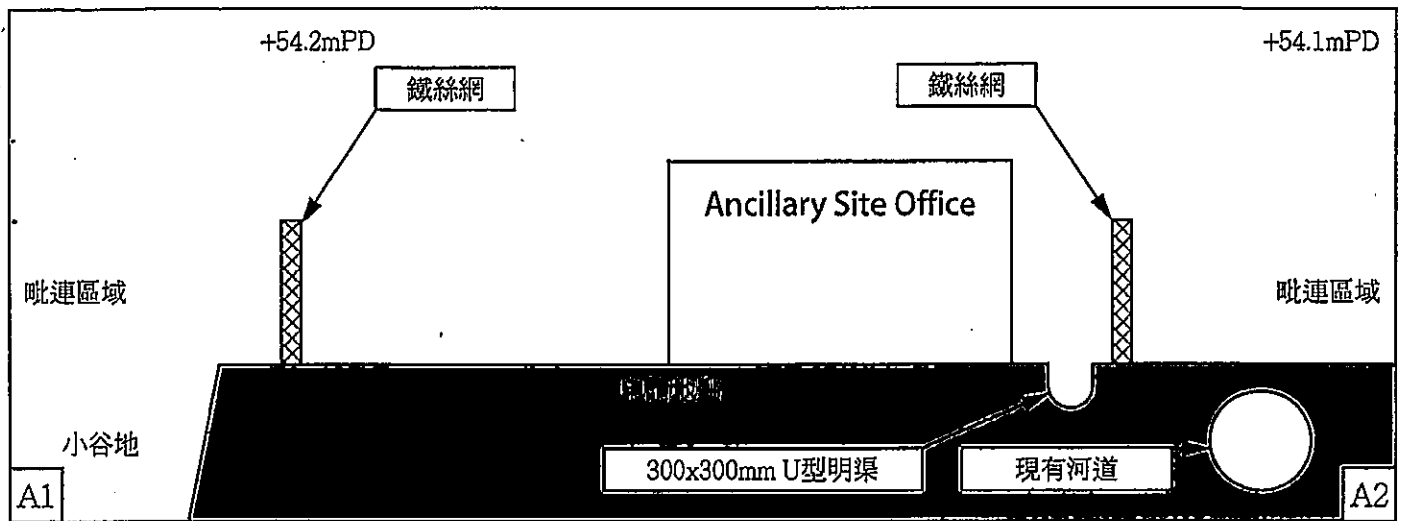 +54.2mPD
+54.1mPD
鐵絲網
鐵絲網
Ancillary Site Office
毗連區域
毗連區域
小谷地
300x300mm U型明渠
現有河道
A1
A2